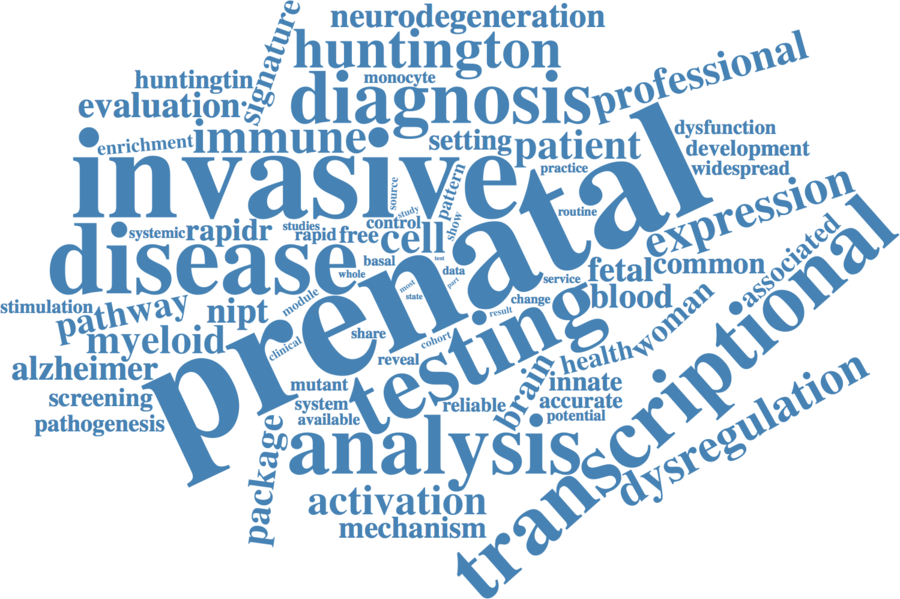 neurodegeneration
huntington
signature
professional
huntingtin
monocyte
diagnosis
evaluation
immune
enrichment
setting
patient
dysfunction
development
widespread
invasive
practice
pattern
source
study
show
routine
prenatal
expression
systemic
rapidr
studies
rapid
free
control
cell
disease
basal
test
whole
data
part
most
state
service
fetal
common
associated
transcriptional
stimulation
pathway
nipt
module
blood
change
result
testing
myeloid
clinical
share
cohort
reveal
health
woman
alzheimer
screening
pathogenesis
mutant
system
available
reliable
brain
innate
accurate
potential
package
analysis
dysregulation
activation
mechanism